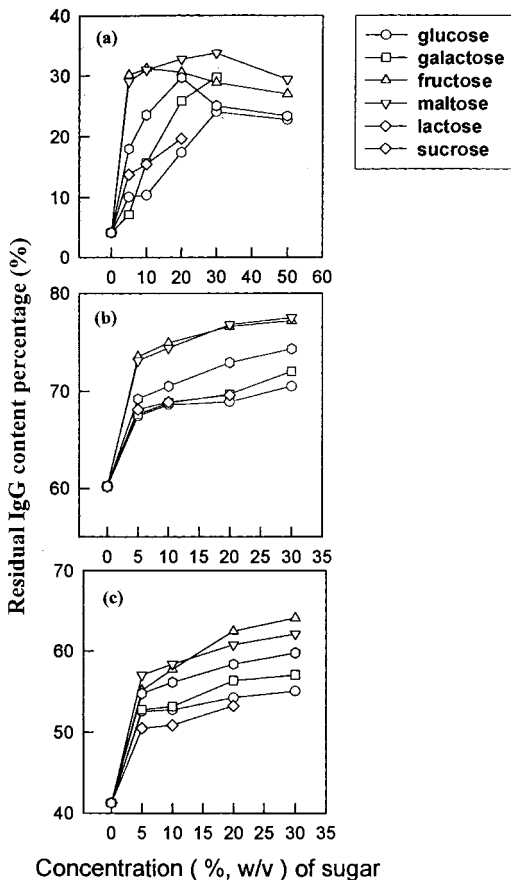 (a)
40
30
20
10
0
0 10 20 30 40 50 60
glucose
galactose
fructose
maltose
lactose
sucrose
Residual IgG content percentage (%)
(b)
80
70
60
0 5 10 15 20 25 30 35
(c)
70
60
50
40
0 5 10 15 20 25 30 35
Concentration ( %, w/v ) of sugar